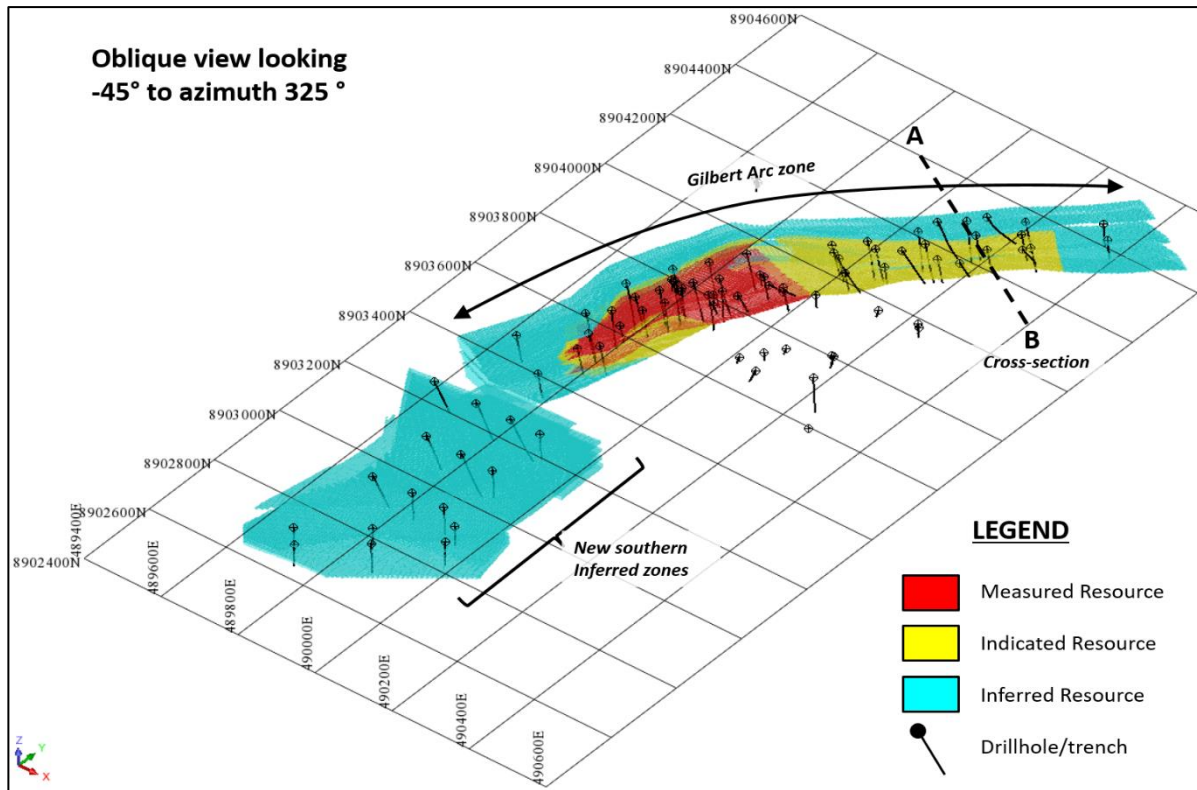 Oblique view looking
-45° to azimuth 325 °
8904600N
8904400N
8904200N
8904000N
8903800N
8903600N
8903400N
8903200N
8903000N
8902800N
8902600N
8902400N
489400E
489600E
489800E
490000E
490200E
490400E
490600E
Gilbert Arc zone
A
B
Cross-section
New southern
Inferred zones
LEGEND
Measured Resource
Indicated Resource
Inferred Resource
Drillhole/trench
Z
Y
X